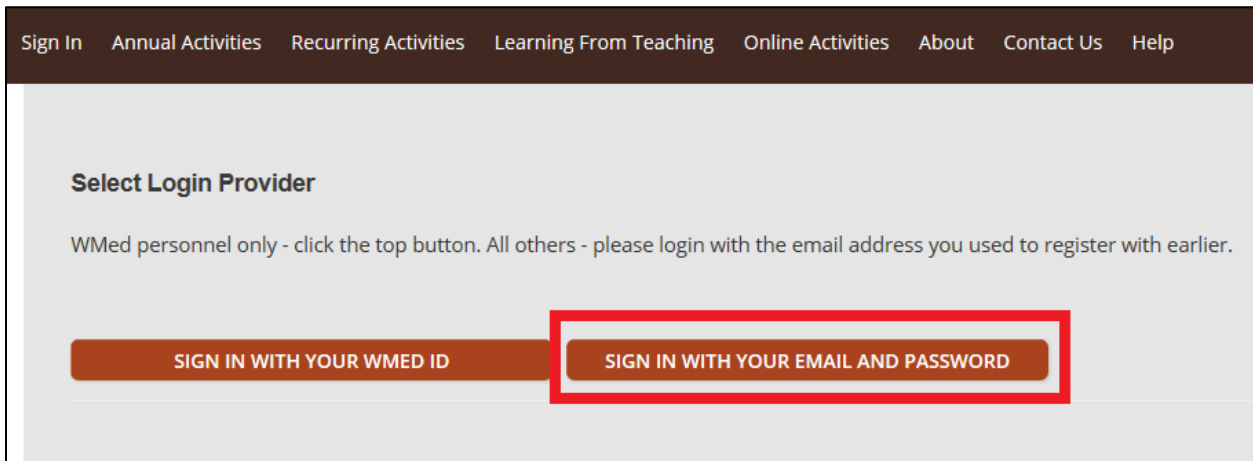 Sign In Annual Activities Recurring Activities Learning From Teaching Online Activities About Contact Us Help
Select Login Provider
WMed personnel only - click the top button. All others - please login with the email address you used to register with earlier.
SIGN IN WITH YOUR WMED ID SIGN IN WITH YOUR EMAIL AND PASSWORD